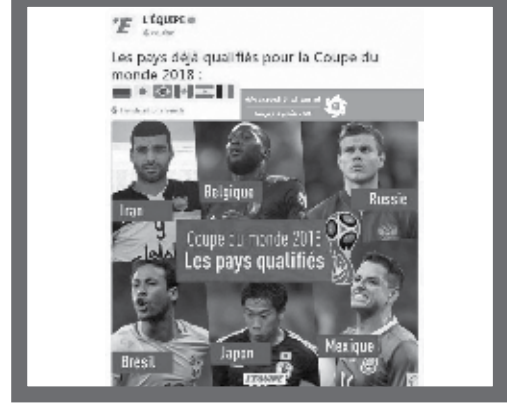 L'ÉQUIPE
Les pays déjà qualifiés pour la Coupe du
monde 2018 :
Belgique
Russie
Iran
Coupe du monde 2018
Les pays qualifiés
Brésil
Japon
Mexique
L'ÉQUIPE